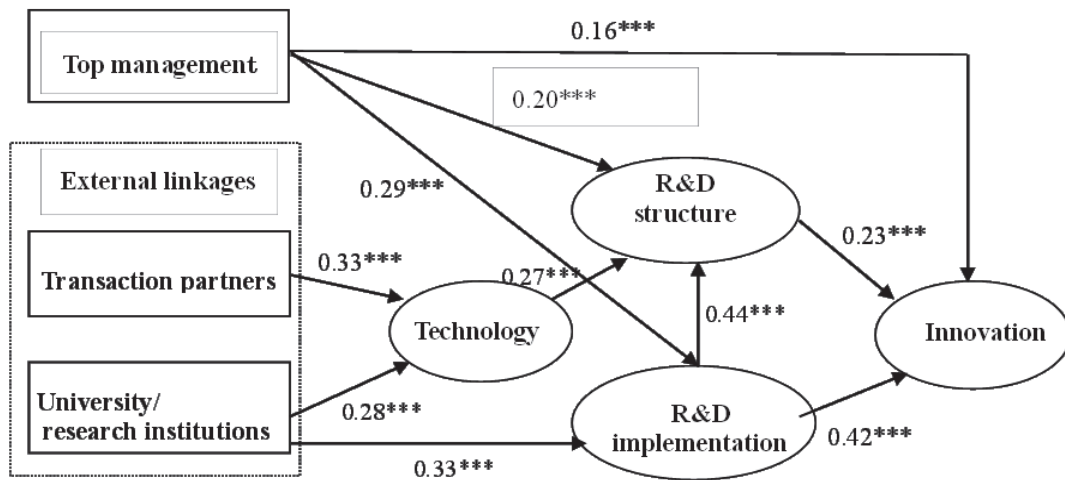 0.16***
Top management
0.20***
External linkages
0.29***
R&D
structure
0.23***
Transaction partners
0.33***
0.27***
Technology
0.44***
Innovation
University/
research institutions
0.28***
R&D
implementation
0.42***
0.33***